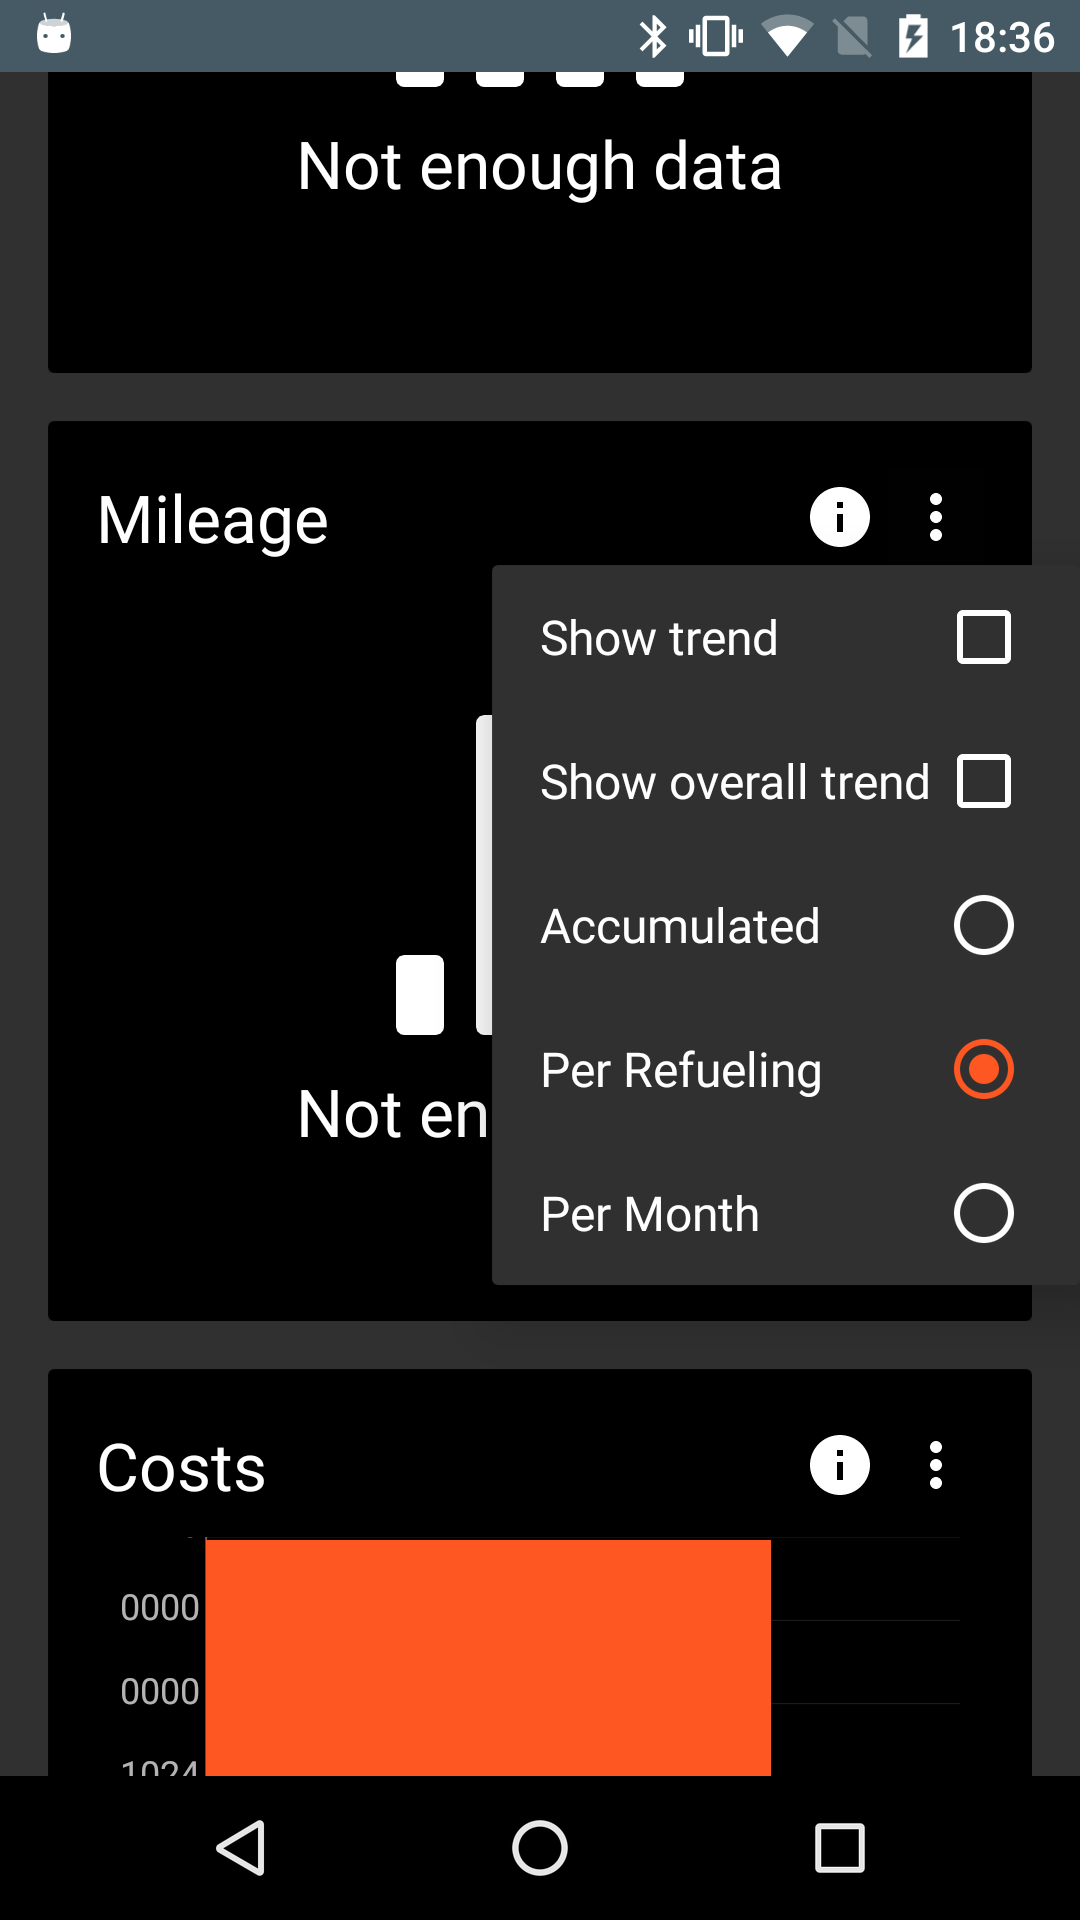 18:36
Not enough data
Mileage
Show trend
Show overall trend
Accumulated
Per Refueling
Not en
Per Month
Costs
0000
0000
1024